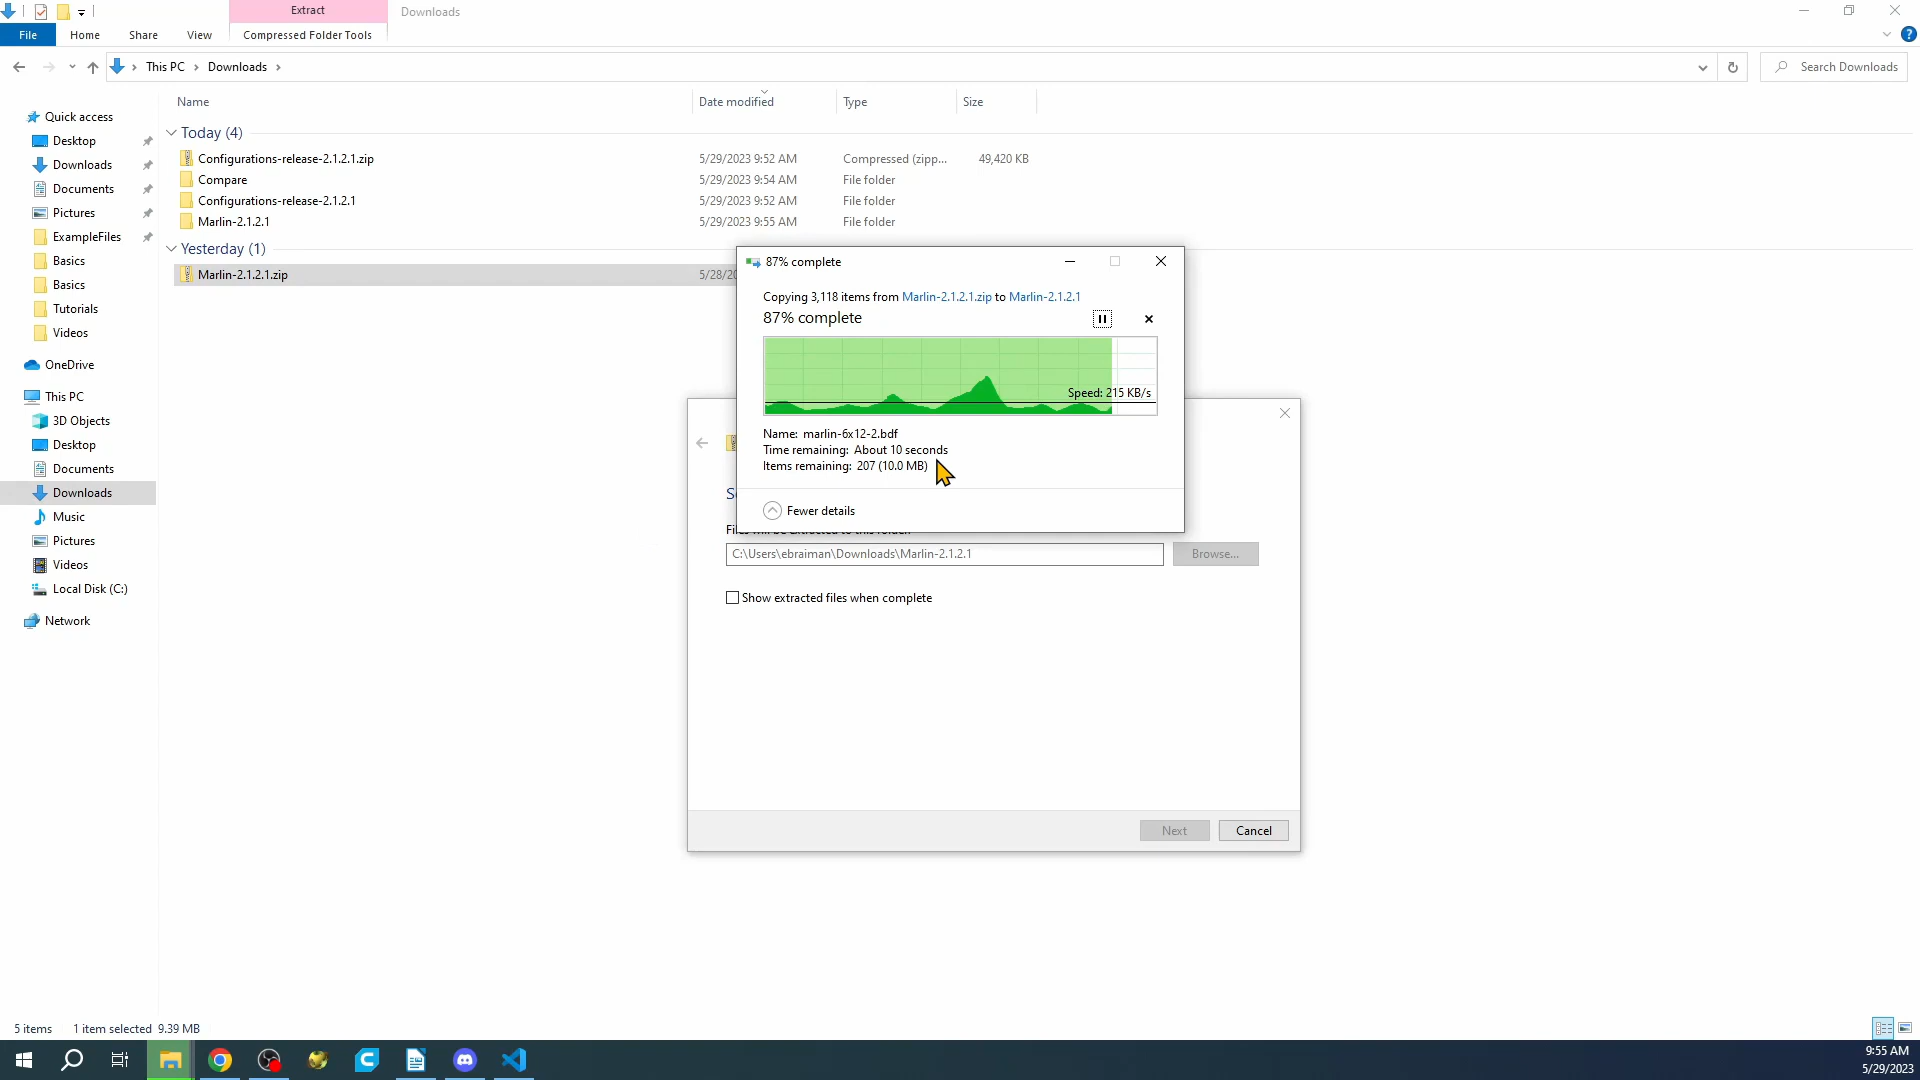 Extract
Downloads
File
Home
Share
View
Compressed Folder Tools
This PC
Downloads
Search Downloads
Name
Date modified
Type
Size
Quick access
Desktop
Downloads
Documents
Pictures
ExampleFiles
Basics
Basics
Tutorials
Videos
OneDrive
This PC
3D Objects
Desktop
Documents
Downloads
Music
Pictures
Videos
Local Disk (C:)
Network
Today (4)
Configurations-release-2.1.2.1.zip 5/29/2023 9:52 AM Compressed (zipp... 49,420 KB
Compare 5/29/2023 9:54 AM File folder
Configurations-release-2.1.2.1 5/29/2023 9:52 AM File folder
Marlin-2.1.2.1 5/29/2023 9:55 AM File folder
Yesterday (1)
Marlin-2.1.2.1.zip 5/28/20
87% complete
Copying 3,118 items from Marlin-2.1.2.1.zip to Marlin-2.1.2.1
87% complete
Speed: 215 KB/s
Name: marlin-6x12-2.bdf
Time remaining: About 10 seconds
Items remaining: 207 (10.0 MB)
Fewer details
C:\Users\ebraiman\Downloads\Marlin-2.1.2.1
Browse...
Show extracted files when complete
Next
Cancel
5 items
1 item selected 9.39 MB
9:55 AM
5/29/2023